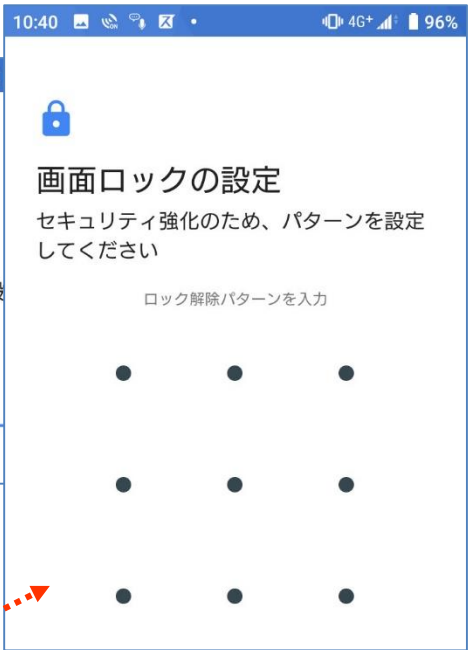 10:40 4G+ 96%
画面ロックの設定
セキュリティ強化のため、パターンを設定
してください
ロック解除パターンを入力